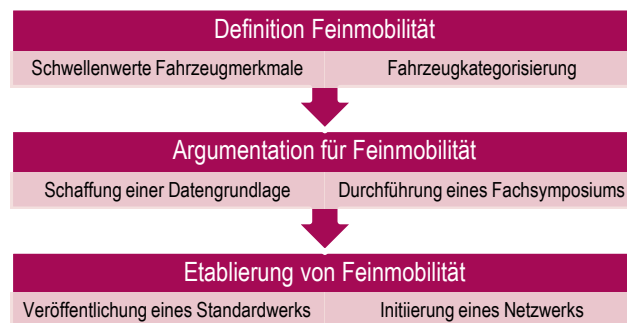 Definition Feinmobilität
Schwellenwerte Fahrzeugmerkmale
Fahrzeugkategorisierung
Argumentation für Feinmobilität
Schaffung einer Datengrundlage
Durchführung eines Fachsymposiums
Etablierung von Feinmobilität
Veröffentlichung eines Standardwerks
Initiierung eines Netzwerks